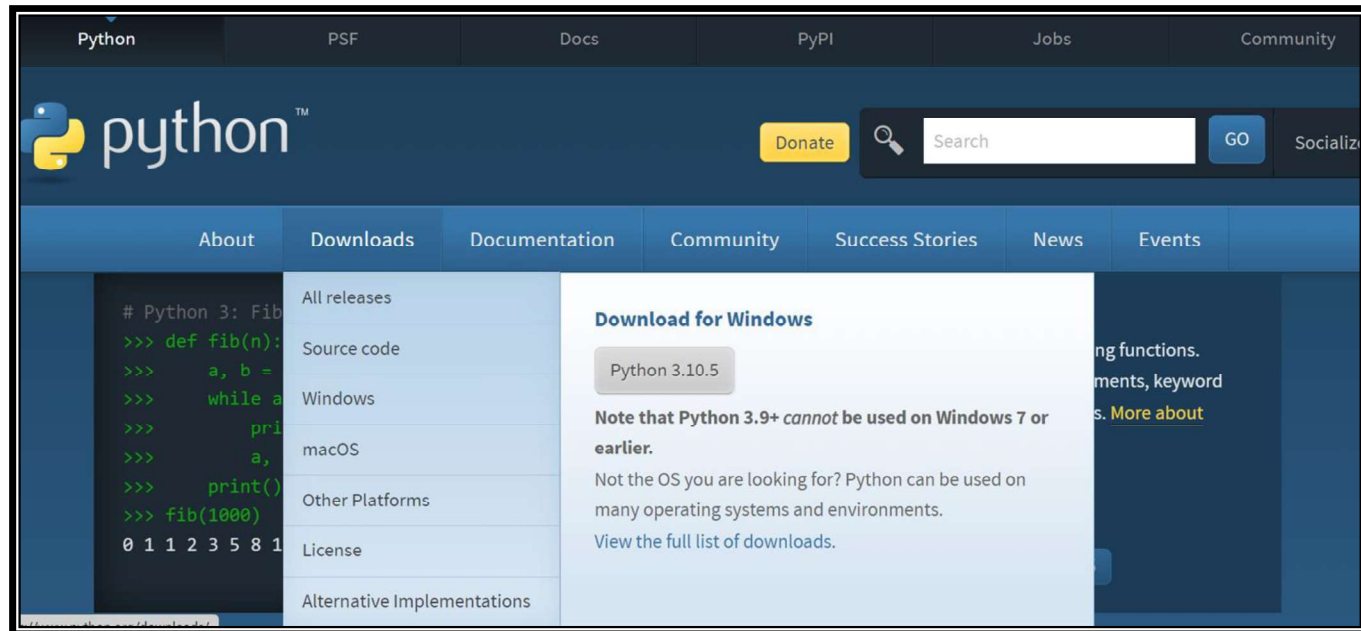 Python PSF Docs PyPI Jobs Community
python™
Donate Search GO Socialize
About Downloads Documentation Community Success Stories News Events
# Python 3: Fib
>>> def fib(n):
>>> a, b =
>>> while a
>>> pri
>>> a,
>>> print()
>>> fib(1000)
0 1 1 2 3 5 8 1
All releases
Source code
Windows
macOS
Other Platforms
License
Alternative Implementations
Download for Windows
Python 3.10.5
Note that Python 3.9+ cannot be used on Windows 7 or
earlier.
Not the OS you are looking for? Python can be used on
many operating systems and environments.
View the full list of downloads.
ng functions.
ments, keyword
s. More about